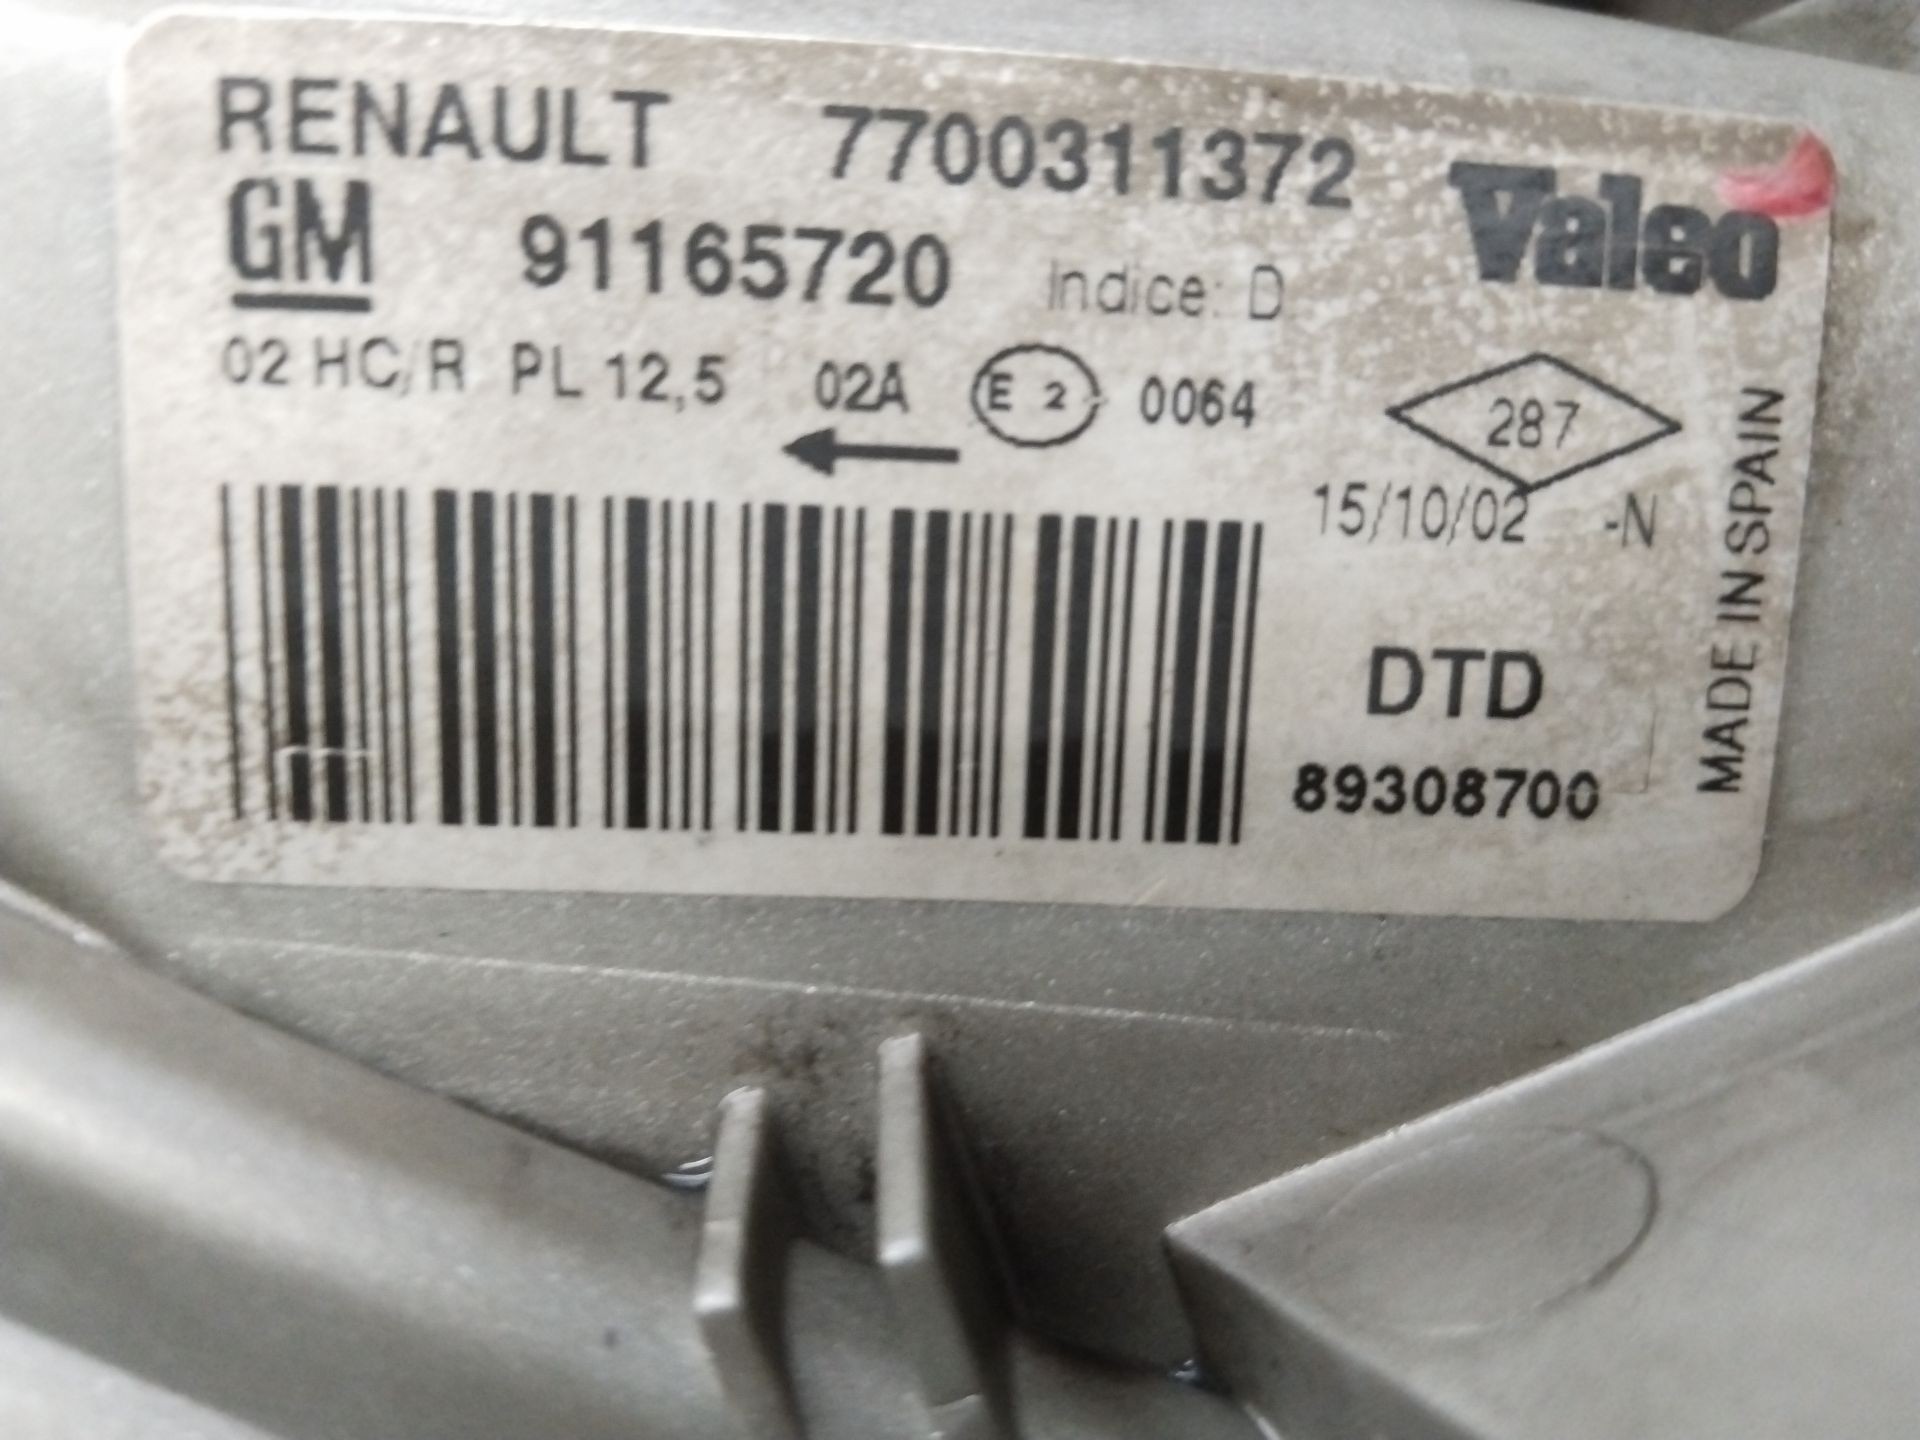 RENAULT 7700311372
GM 91165720 Indice: D Valeo
02 HC/R PL 12,5 02A E 2 0064
287
15/10/02 -N
DTD
89308700
MADE IN SPAIN